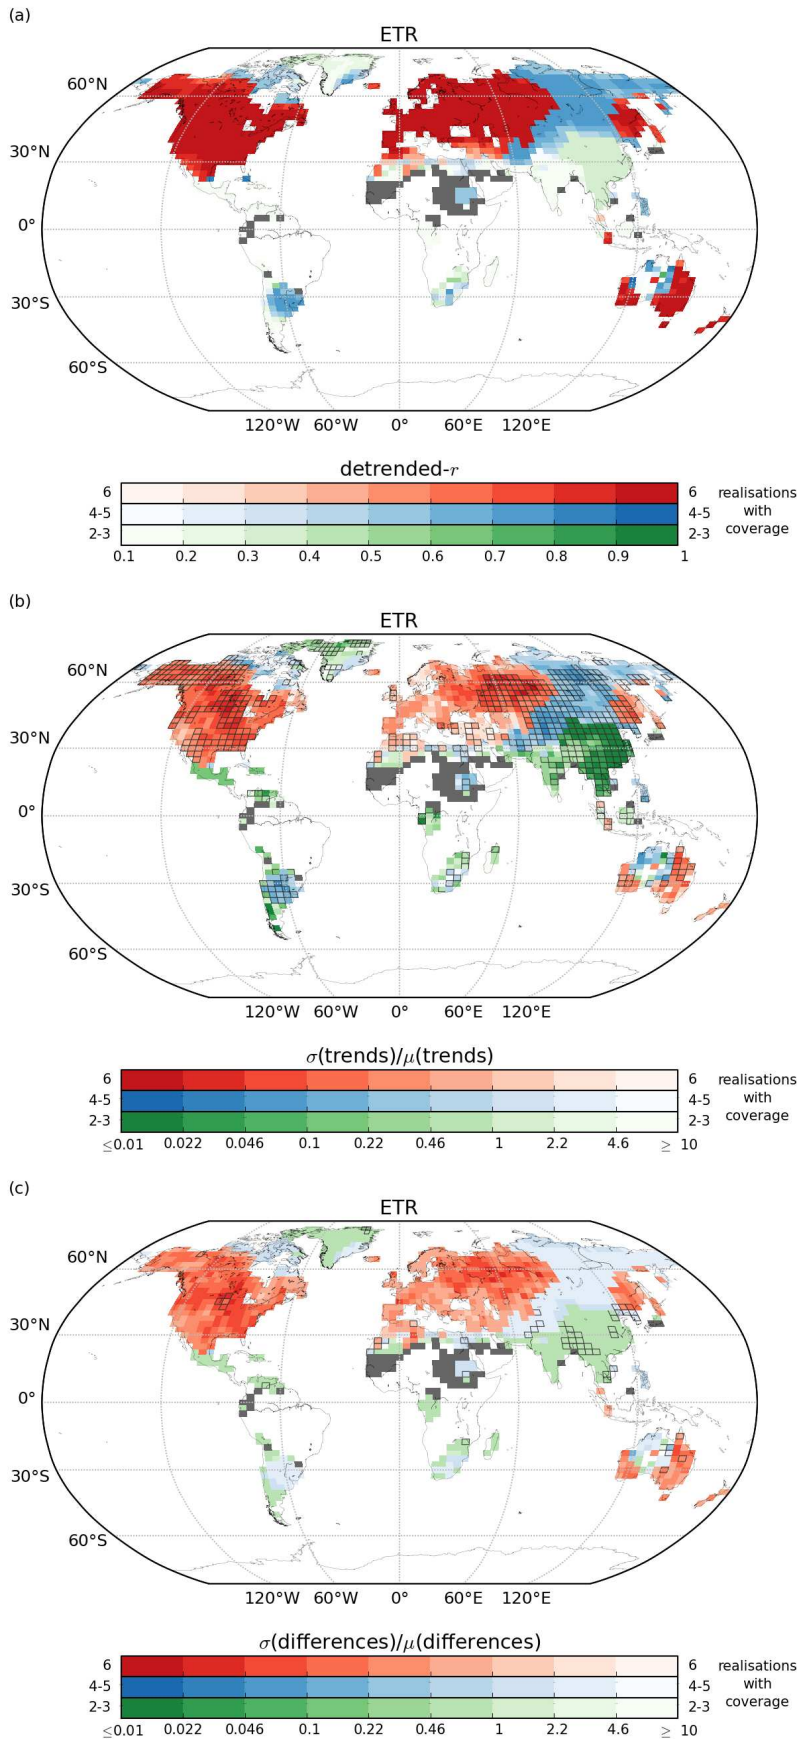 (a)
ETR
60°N
30°N
0°
30°S
60°S
120°W 60°W 0° 60°E 120°E
detrended-r
6 6 realisations
4-5 4-5 with
2-3 2-3 coverage
0.1 0.2 0.3 0.4 0.5 0.6 0.7 0.8 0.9 1
(b)
ETR
60°N
30°N
0°
30°S
60°S
120°W 60°W 0° 60°E 120°E
σ(trends)/μ(trends)
6 6 realisations
4-5 4-5 with
2-3 2-3 coverage
≤0.01 0.022 0.046 0.1 0.22 0.46 1 2.2 4.6 ≥ 10
(c)
ETR
60°N
30°N
0°
30°S
60°S
120°W 60°W 0° 60°E 120°E
σ(differences)/μ(differences)
6 6 realisations
4-5 4-5 with
2-3 2-3 coverage
≤0.01 0.022 0.046 0.1 0.22 0.46 1 2.2 4.6 ≥ 10